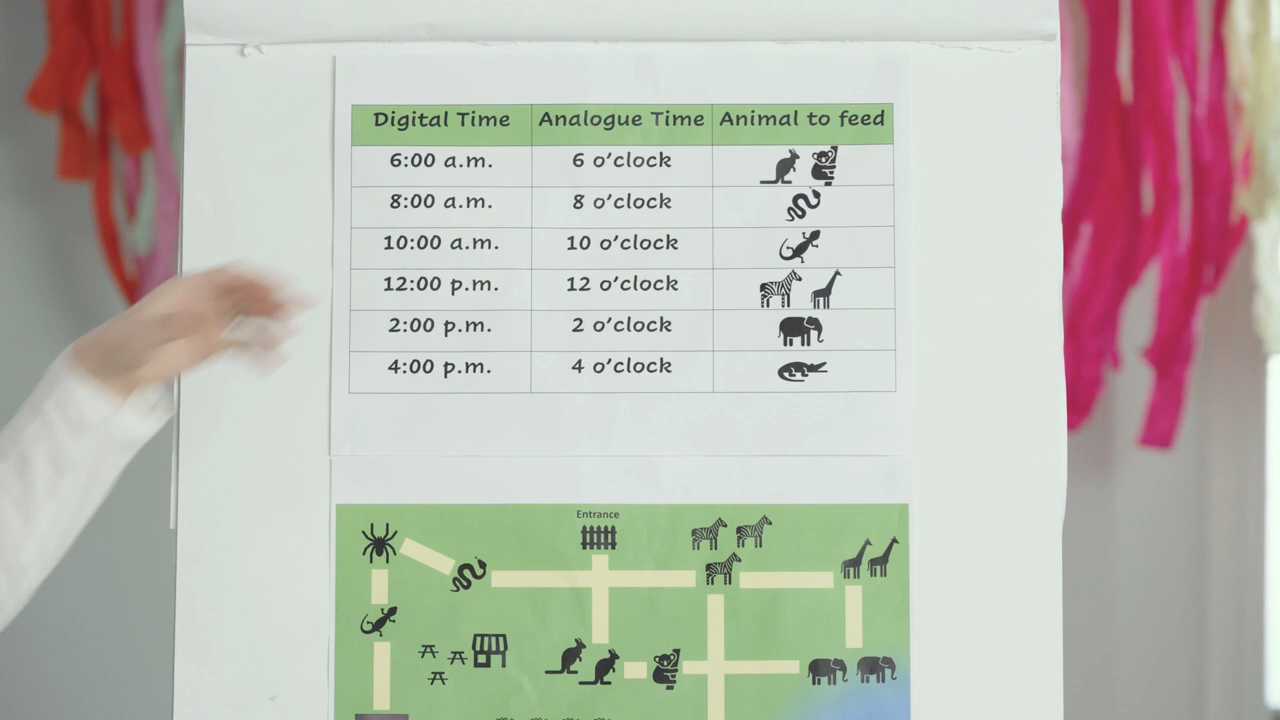 Digital Time Analogue Time Animal to feed
6:00 a.m. 6 o'clock
8:00 a.m. 8 o'clock
10:00 a.m. 10 o'clock
12:00 p.m. 12 o'clock
2:00 p.m. 2 o'clock
4:00 p.m. 4 o'clock
Entrance